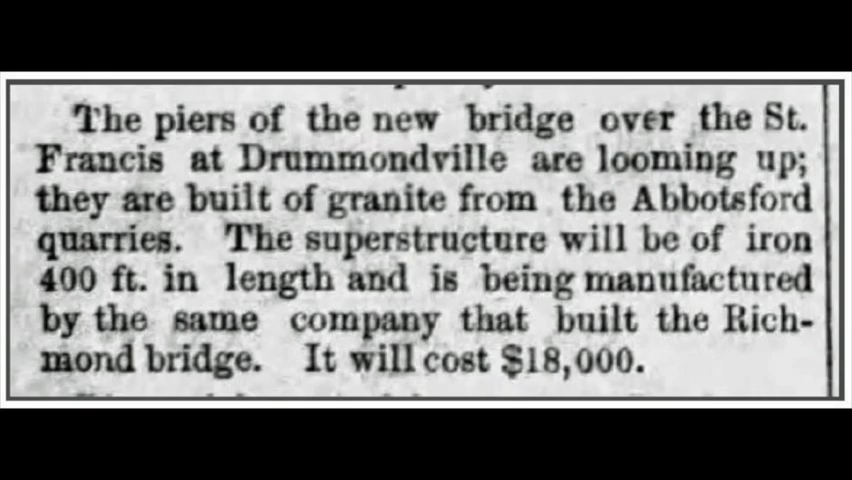 The piers of the new bridge over the St.
Francis at Drummondville are looming up;
they are built of granite from the Abbotsford
quarries. The superstructure will be of iron
400 ft. in length and is being manufactured
by the same company that built the Rich-
mond bridge. It will cost $18,000.